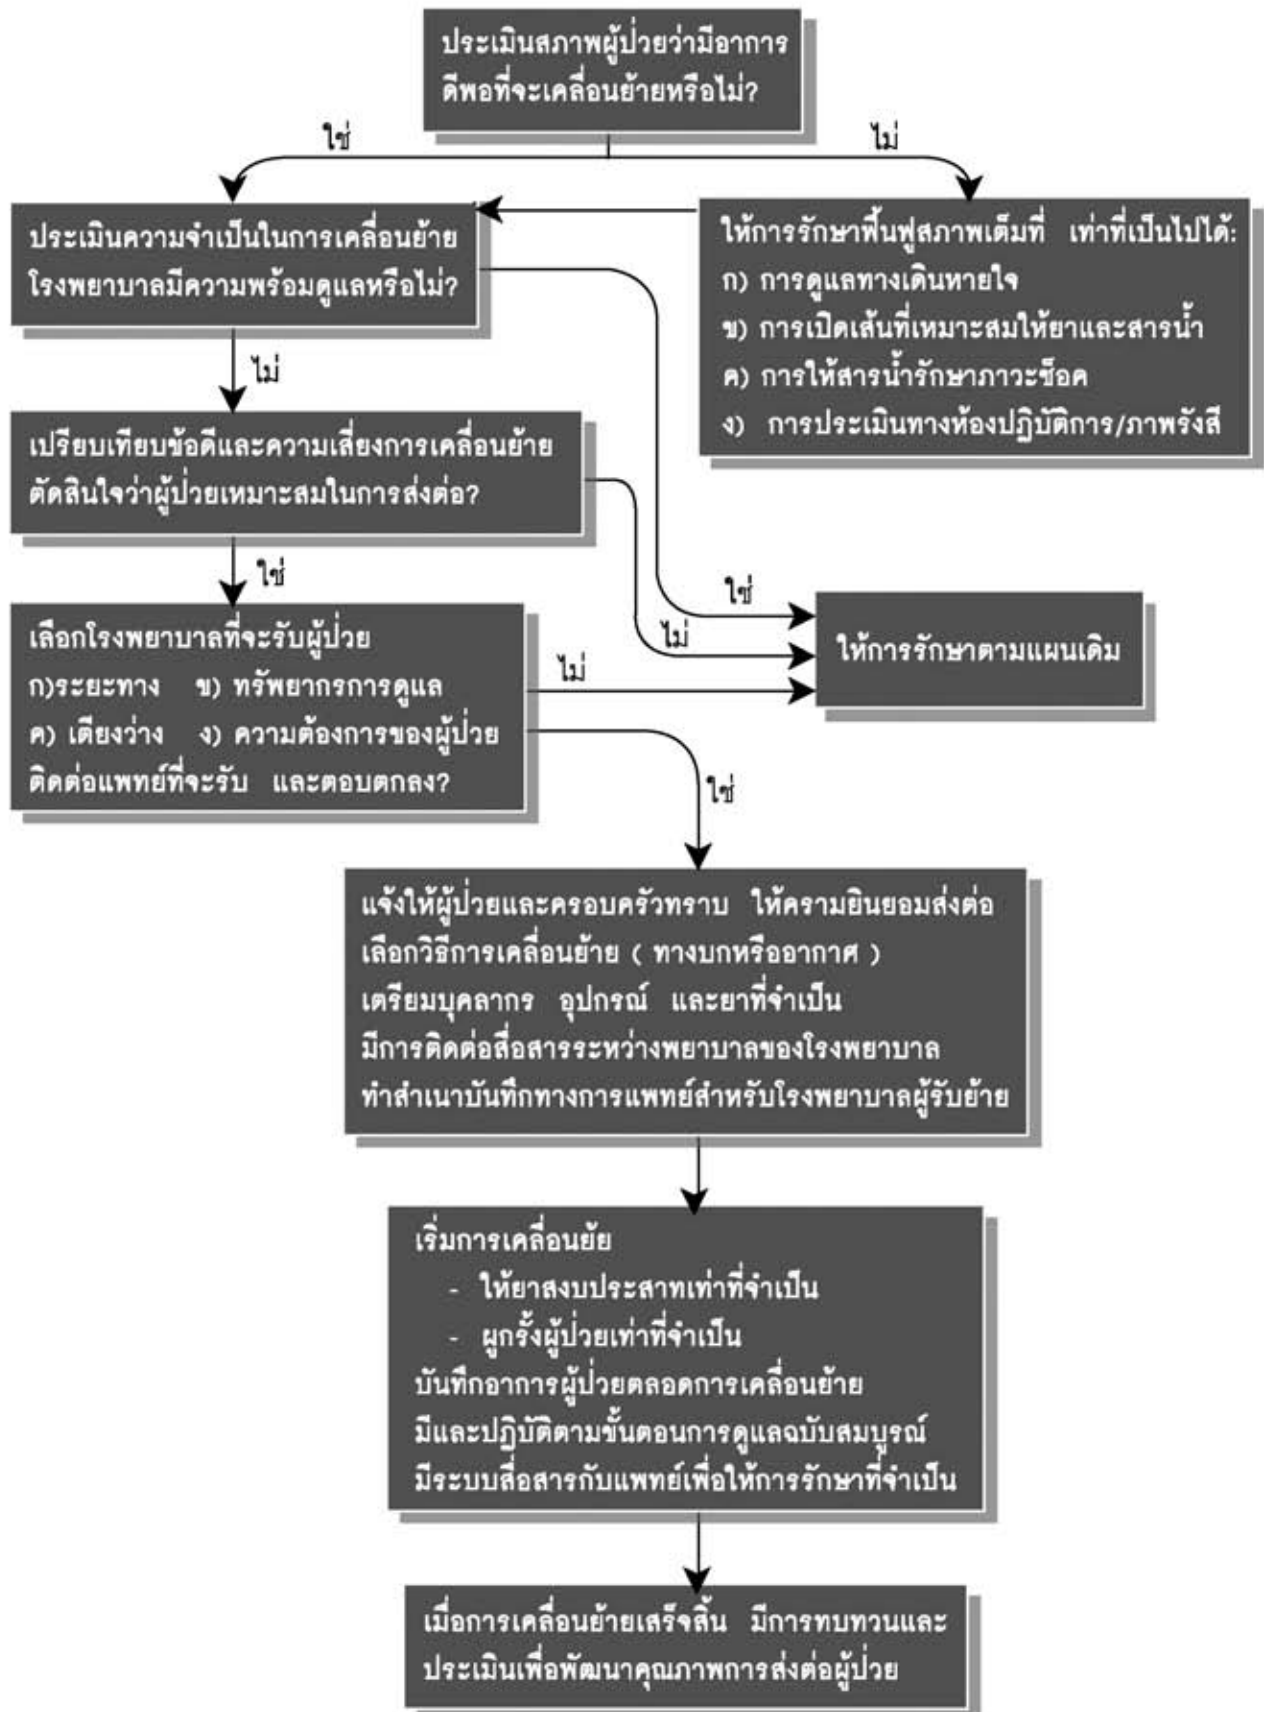 ประเมินสภาพผู้ป่วยว่ามีอาการ
ดีพอที่จะเคลื่อนย้ายหรือไม่?
ใช่
ไม่
ประเมินความจำเป็นในการเคลื่อนย้าย
โรงพยาบาลมีความพร้อมดูแลหรือไม่?
ให้การรักษาฟื้นฟูสภาพเต็มที่ เท่าที่เป็นไปได้:
ก) การดูแลทางเดินหายใจ
ข) การเปิดเส้นที่เหมาะสมให้ยาและสารน้ำ
ค) การให้สารน้ำรักษาภาวะช็อค
ง) การประเมินทางห้องปฏิบัติการ/ภาพรังสี
ไม่
เปรียบเทียบข้อดีและความเสี่ยงการเคลื่อนย้าย
ตัดสินใจว่าผู้ป่วยเหมาะสมในการส่งต่อ?
ใช่
ใช่
ไม่
ไม่
เลือกโรงพยาบาลที่จะรับผู้ป่วย
ก)ระยะทาง ข) ทรัพยากรการดูแล
ค) เตียงว่าง ง) ความต้องการของผู้ป่วย
ติดต่อแพทย์ที่จะรับ และตอบตกลง?
ให้การรักษาตามแผนเดิม
ใช่
แจ้งให้ผู้ป่วยและครอบครัวทราบ ให้ครามยินยอมส่งต่อ
เลือกวิธีการเคลื่อนย้าย ( ทางบกหรืออากาศ )
เตรียมบุคลากร อุปกรณ์ และยาที่จำเป็น
มีการติดต่อสื่อสารระหว่างพยาบาลของโรงพยาบาล
ทำสำเนาบันทึกทางการแพทย์สำหรับโรงพยาบาลผู้รับย้าย
เริ่มการเคลื่อนย้ย
- ให้ยาสงบประสาทเท่าที่จำเป็น
- ผูกรั้งผู้ป่วยเท่าที่จำเป็น
บันทึกอาการผู้ป่วยตลอดการเคลื่อนย้าย
มีและปฏิบัติตามขั้นตอนการดูแลฉบับสมบูรณ์
มีระบบสื่อสารกับแพทย์เพื่อให้การรักษาที่จำเป็น
เมื่อการเคลื่อนย้ายเสร็จสิ้น มีการทบทวนและ
ประเมินเพื่อพัฒนาคุณภาพการส่งต่อผู้ป่วย